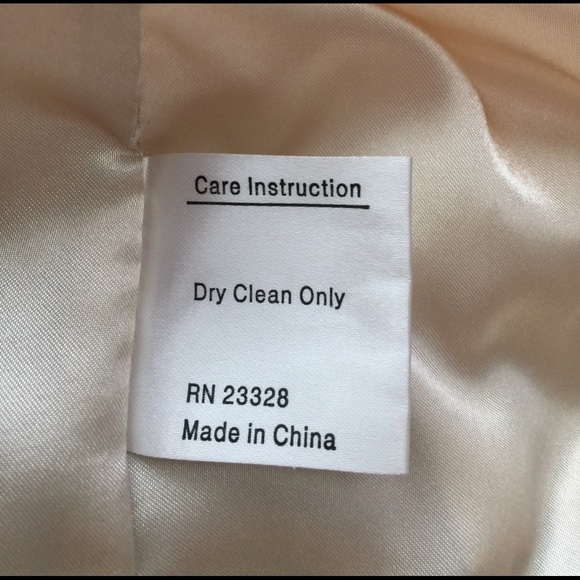 Care Instruction
Dry Clean Only
RN 23328
Made in China